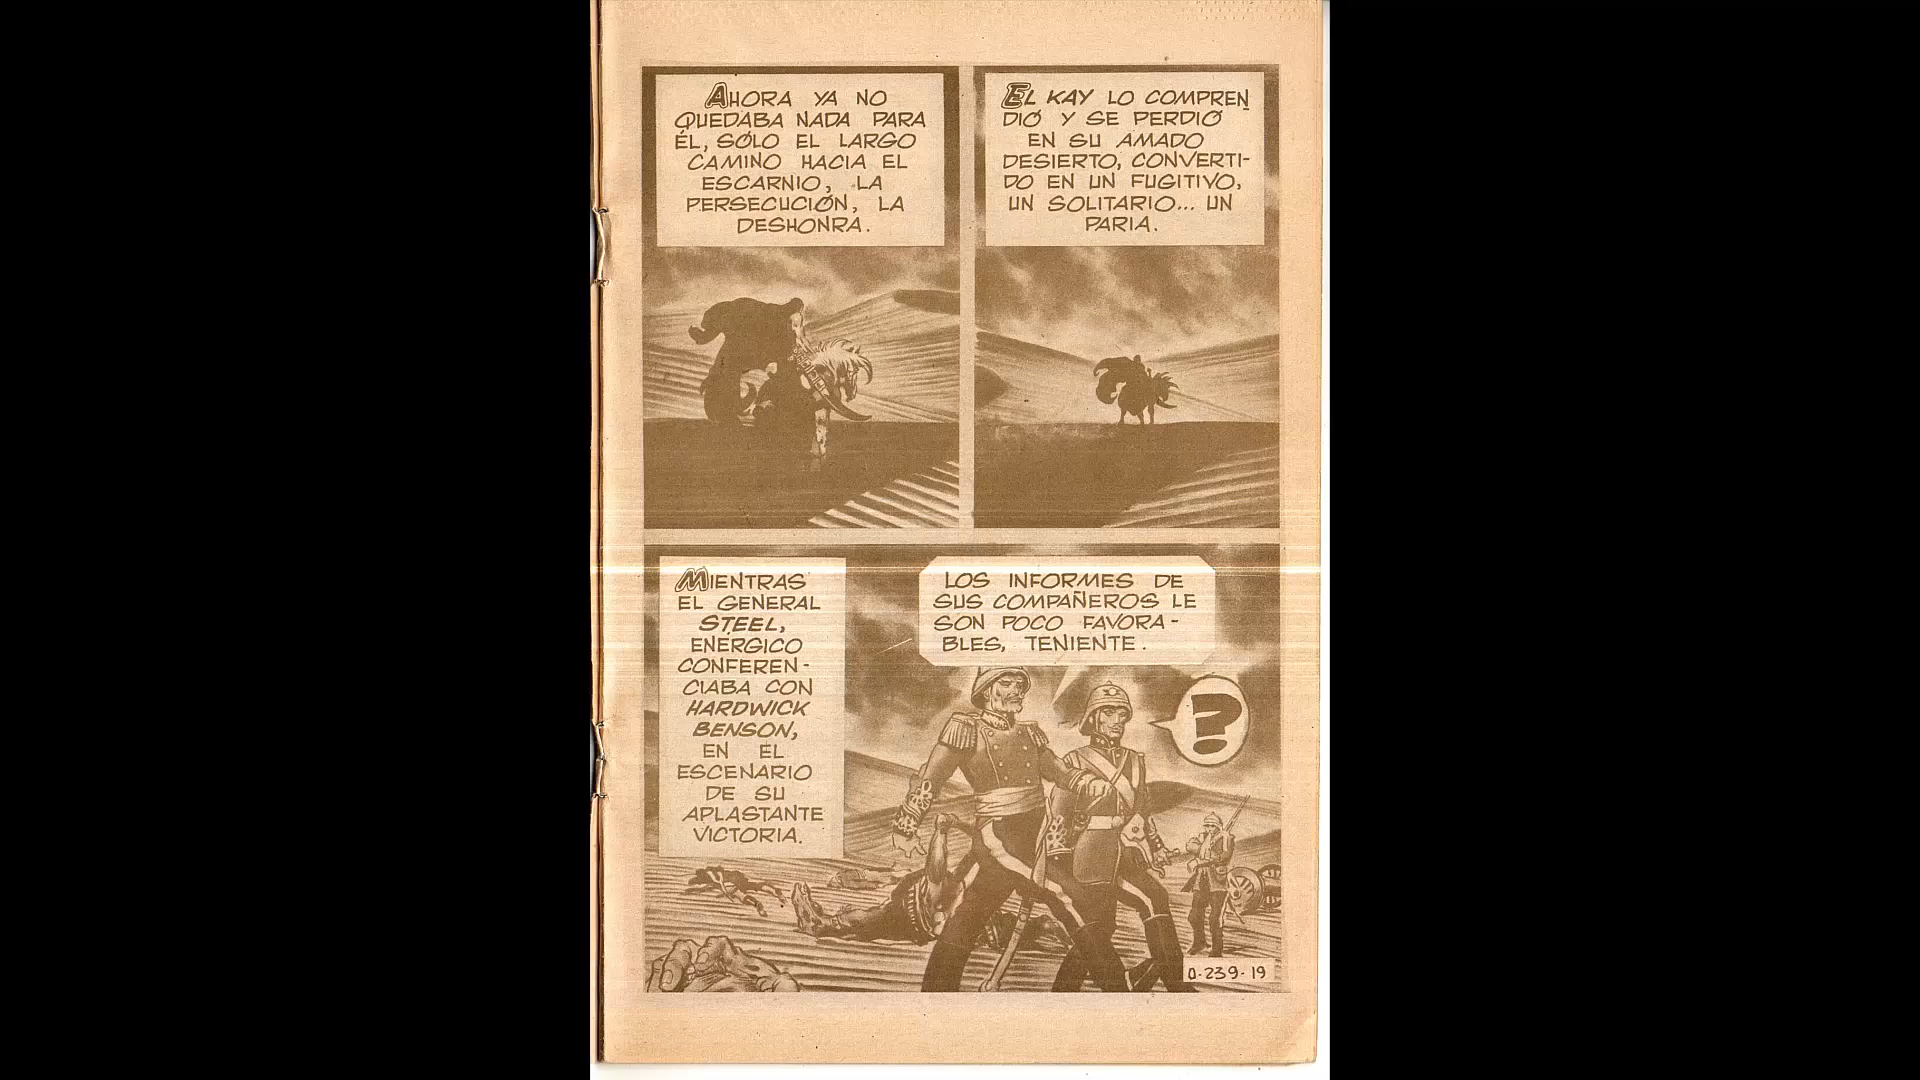 AHORA YA NO
QUEDABA NADA PARA
ÉL, SÓLO EL LARGO
CAMINO HACIA EL
ESCARNIO, LA
PERSECUCIÓN, LA
DESHONRA.
EL KAY LO COMPREN
DIÓ Y SE PERDIÓ
EN SU AMADO
DESIERTO, CONVERTI-
DO EN UN FUGITIVO,
UN SOLITARIO... UN
PARIA.
MIENTRAS
EL GENERAL
STEEL,
ENÉRGICO
CONFEREN-
CIABA CON
HARDWICK
BENSON,
EN EL
ESCENARIO
DE SU
APLASTANTE
VICTORIA.
LOS INFORMES DE
SUS COMPAÑEROS LE
SON POCO FAVORA-
BLES, TENIENTE.
?
O-239-19